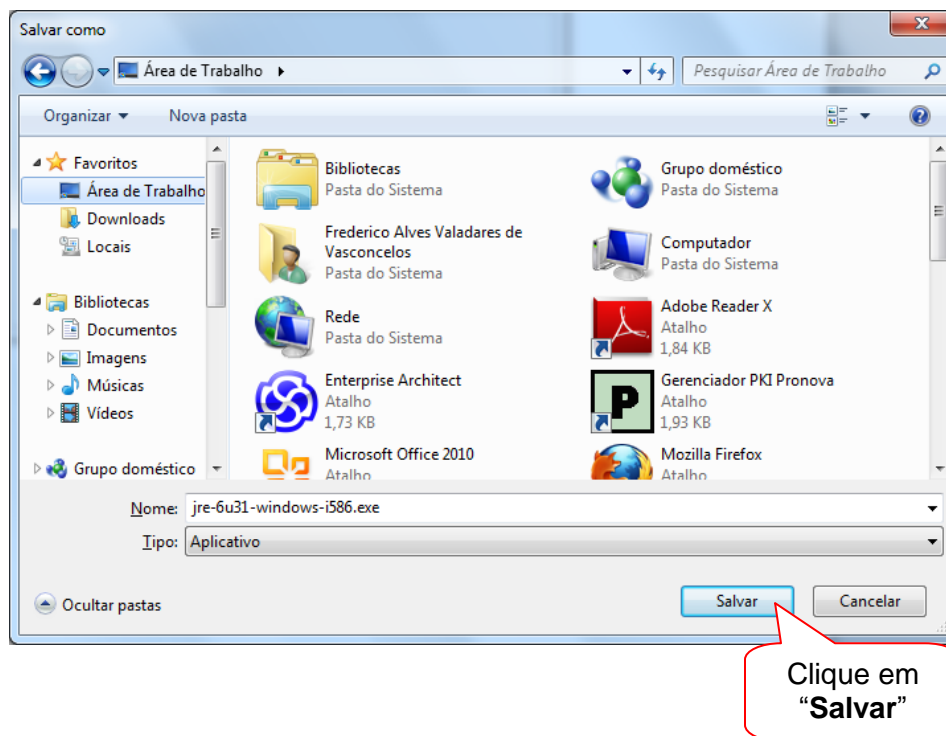 Salvar como
Área de Trabalho
Pesquisar Área de Trabalho
Organizar
Nova pasta
Favoritos
Área de Trabalho
Downloads
Locais
Bibliotecas
Documentos
Imagens
Músicas
Vídeos
Grupo doméstico
Bibliotecas
Pasta do Sistema
Grupo doméstico
Pasta do Sistema
Frederico Alves Valadares de
Vasconcelos
Pasta do Sistema
Computador
Pasta do Sistema
Rede
Pasta do Sistema
Adobe Reader X
Atalho
1,84 KB
Enterprise Architect
Atalho
1,73 KB
P
Gerenciador PKI Pronova
Atalho
1,93 KB
Microsoft Office 2010
Atalho
Mozilla Firefox
Atalho
Nome: jre-6u31-windows-i586.exe
Tipo: Aplicativo
Ocultar pastas
Salvar
Cancelar
Clique em
“Salvar”